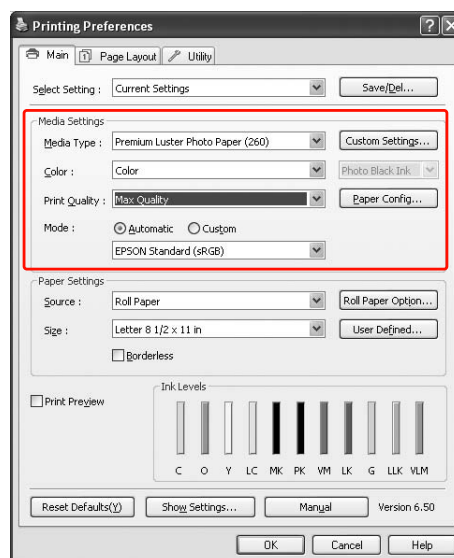 Printing Preferences
Main Page Layout Utility
Select Setting : Current Settings Save/Del...
Media Settings
Media Type : Premium Luster Photo Paper (260) Custom Settings...
Color : Color Photo Black Ink
Print Quality : Max Quality Paper Config...
Mode : Automatic Custom
EPSON Standard (sRGB)
Paper Settings
Source : Roll Paper Roll Paper Option...
Size : Letter 8 1/2 x 11 in User Defined...
Borderless
Print Preview
Ink Levels
C O Y LC MK PK VM LK G LLK VLM
Reset Defaults(Y) Show Settings... Manual Version 6.50
OK Cancel Help